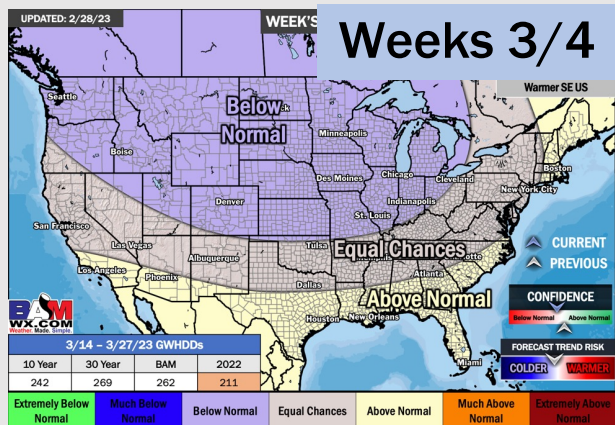 UPDATED: 2/28/23
WEEK'S
Weeks 3/4
Warmer SE US
Seattle
Below
Normal
Minneapolis
Boise
Boston
Des Moines
Chicago
Cleveland
New York City
Denver
Indianapolis
St. Louis
San Francisco
Las Vegas
Tulsa
Equal Chances
CURRENT
Albuquerque
PREVIOUS
Los Angeles
Atlanta
Phoenix
Dallas
Above Normal
CONFIDENCE
Below Normal
Above Normal
Houston
New Orleans
BAM
WX.COM
Weather. Made. Simple.
FORECAST TREND RISK
COLDER
WARMER
Miami
3/14 – 3/27/23 GWHDDs
10 Year 30 Year BAM 2022
242 269 262 211
Extremely Below Normal
Much Below Normal
Below Normal
Equal Chances
Above Normal
Much Above Normal
Extremely Above Normal